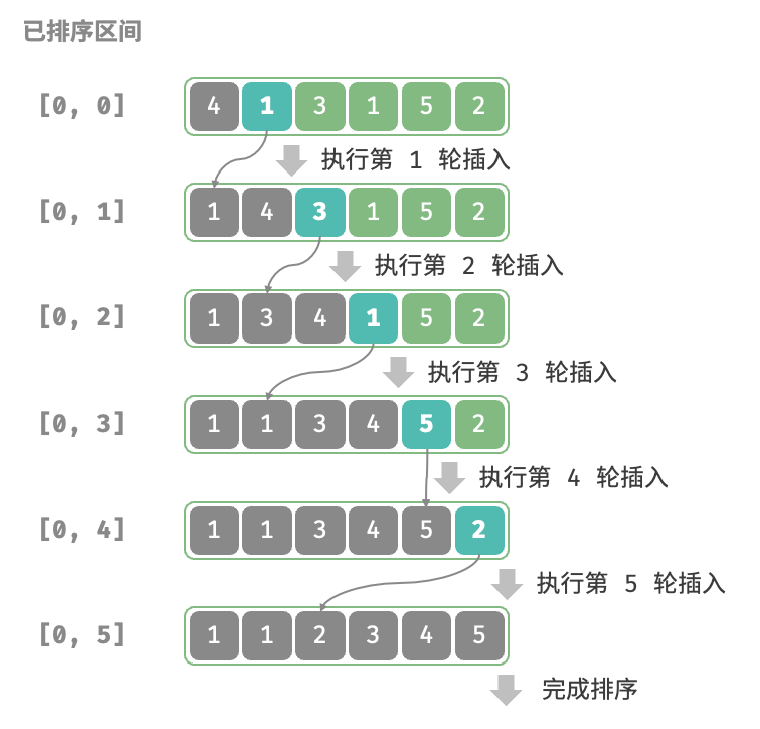 已排序区间
[0, 0] 4 1 3 1 5 2
执行第 1 轮插入
[0, 1] 1 4 3 1 5 2
执行第 2 轮插入
[0, 2] 1 3 4 1 5 2
执行第 3 轮插入
[0, 3] 1 1 3 4 5 2
执行第 4 轮插入
[0, 4] 1 1 3 4 5 2
执行第 5 轮插入
[0, 5] 1 1 2 3 4 5
完成排序